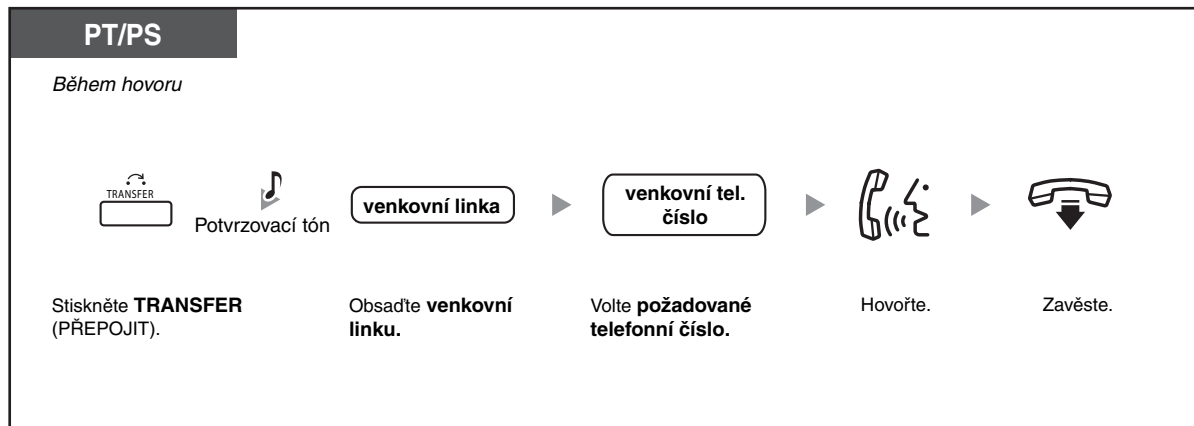 PT/PS
Během hovoru
TRANSFER
Potvrzovací tón
venkovní linka
venkovní tel.
číslo
Stiskněte TRANSFER
(PŘEPOJIT).
Obsaďte venkovní
linku.
Volte požadované
telefonní číslo.
Hovořte.
Zavěste.